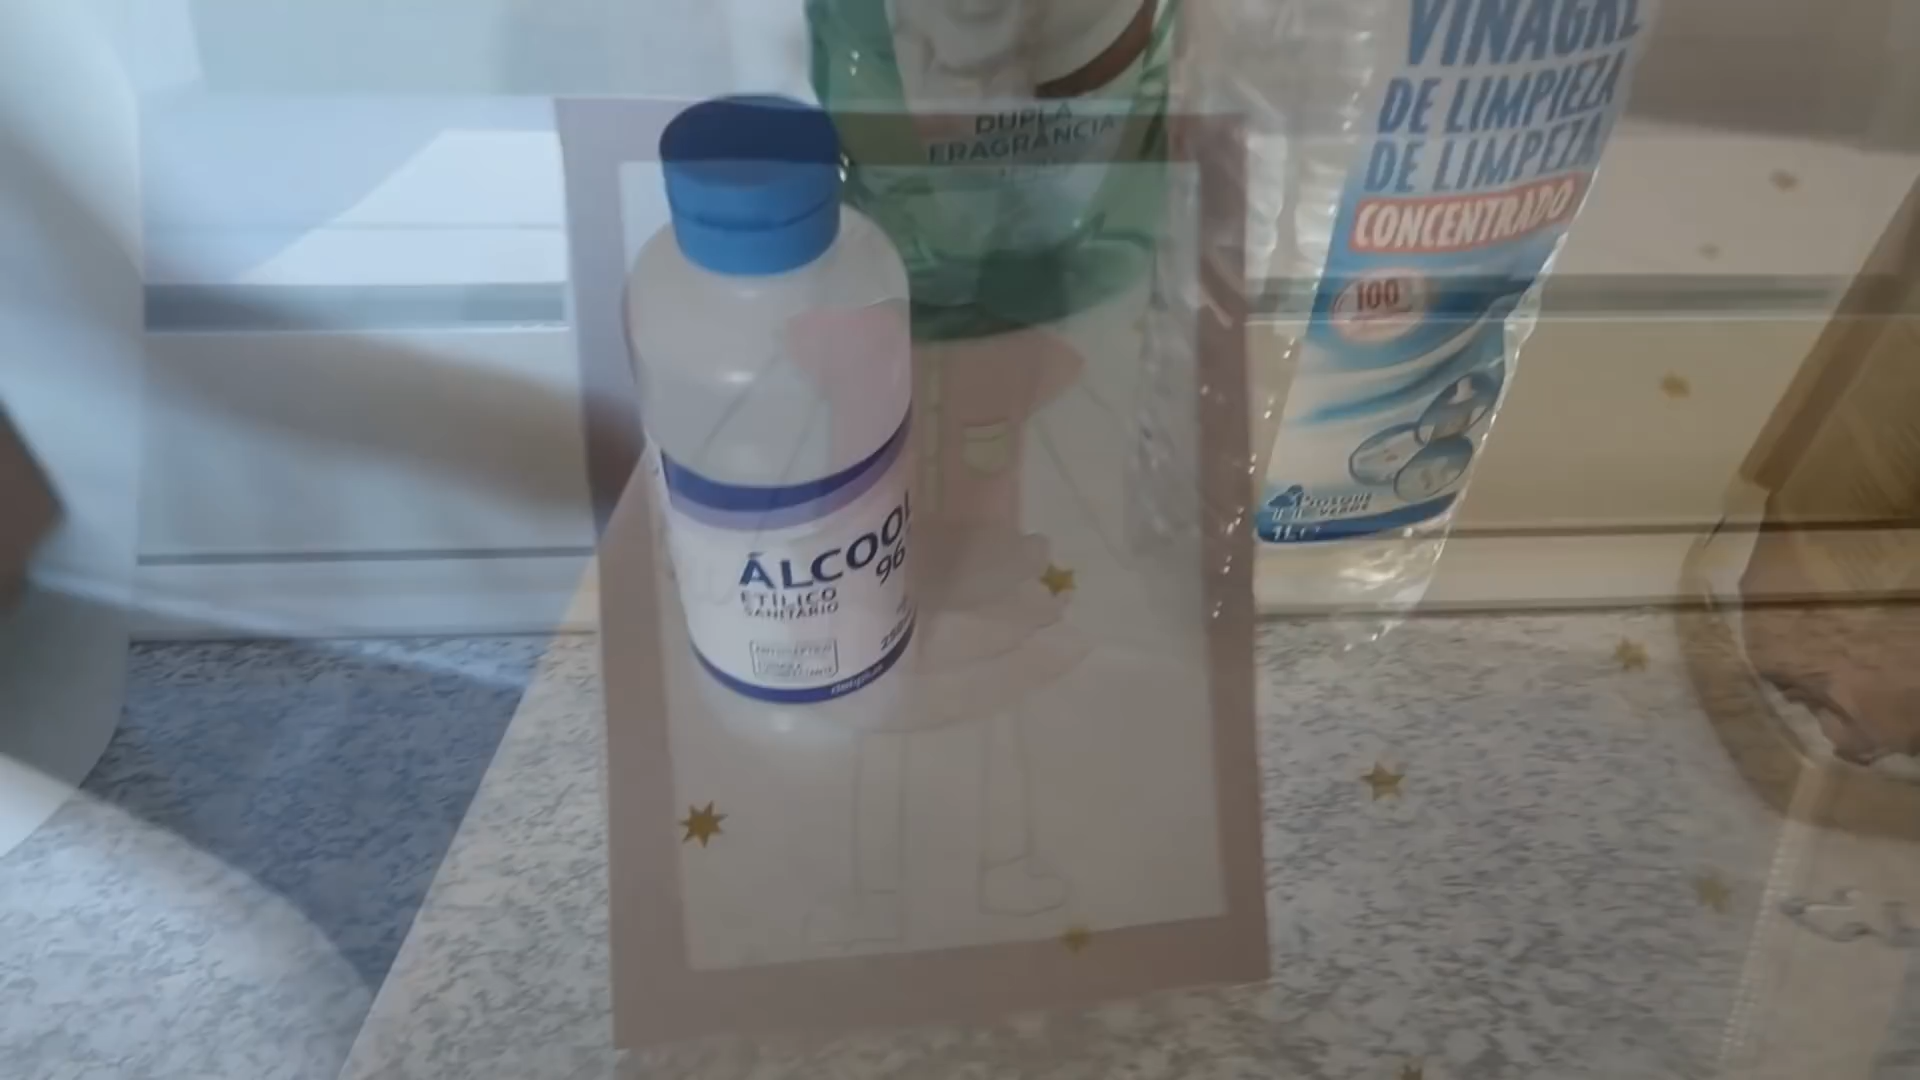 DUPLA
FRAGRÂNCIA
VINAGRE
DE LIMPIEZA
DE LIMPEZA
CONCENTRADO
100
1L
ÁLCOOL
96
ETÍLICO
SANITÁRIO